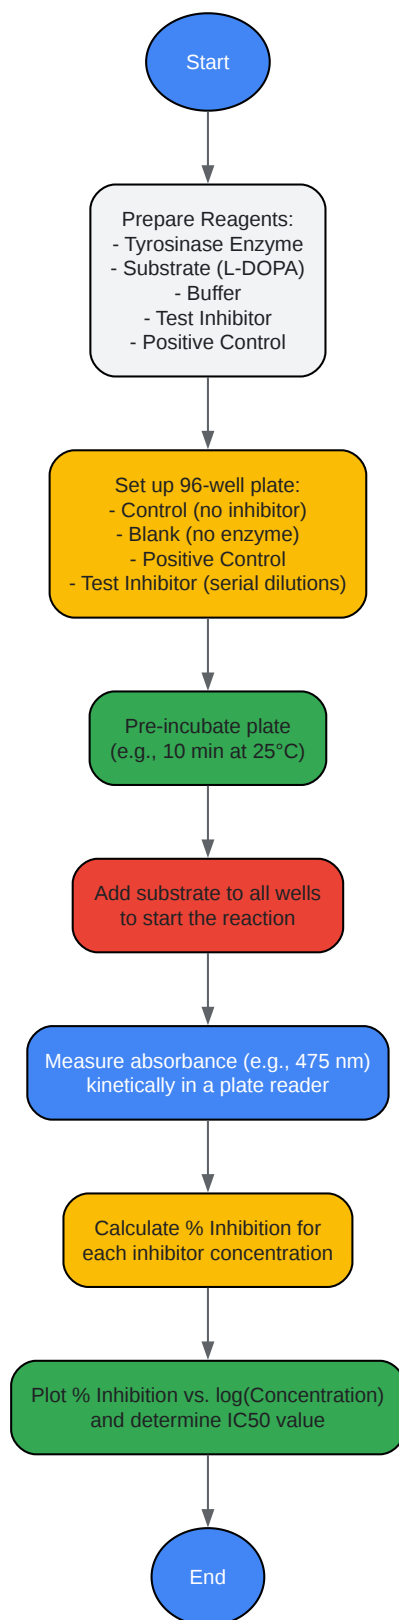 Start
Prepare Reagents:
- Tyrosinase Enzyme
- Substrate (L-DOPA)
- Buffer
- Test Inhibitor
- Positive Control
Set up 96-well plate:
- Control (no inhibitor)
- Blank (no enzyme)
- Positive Control
- Test Inhibitor (serial dilutions)
Pre-incubate plate
(e.g., 10 min at 25°C)
Add substrate to all wells
to start the reaction
Measure absorbance (e.g., 475 nm)
kinetically in a plate reader
Calculate % Inhibition for
each inhibitor concentration
Plot % Inhibition vs. log(Concentration)
and determine IC50 value
End